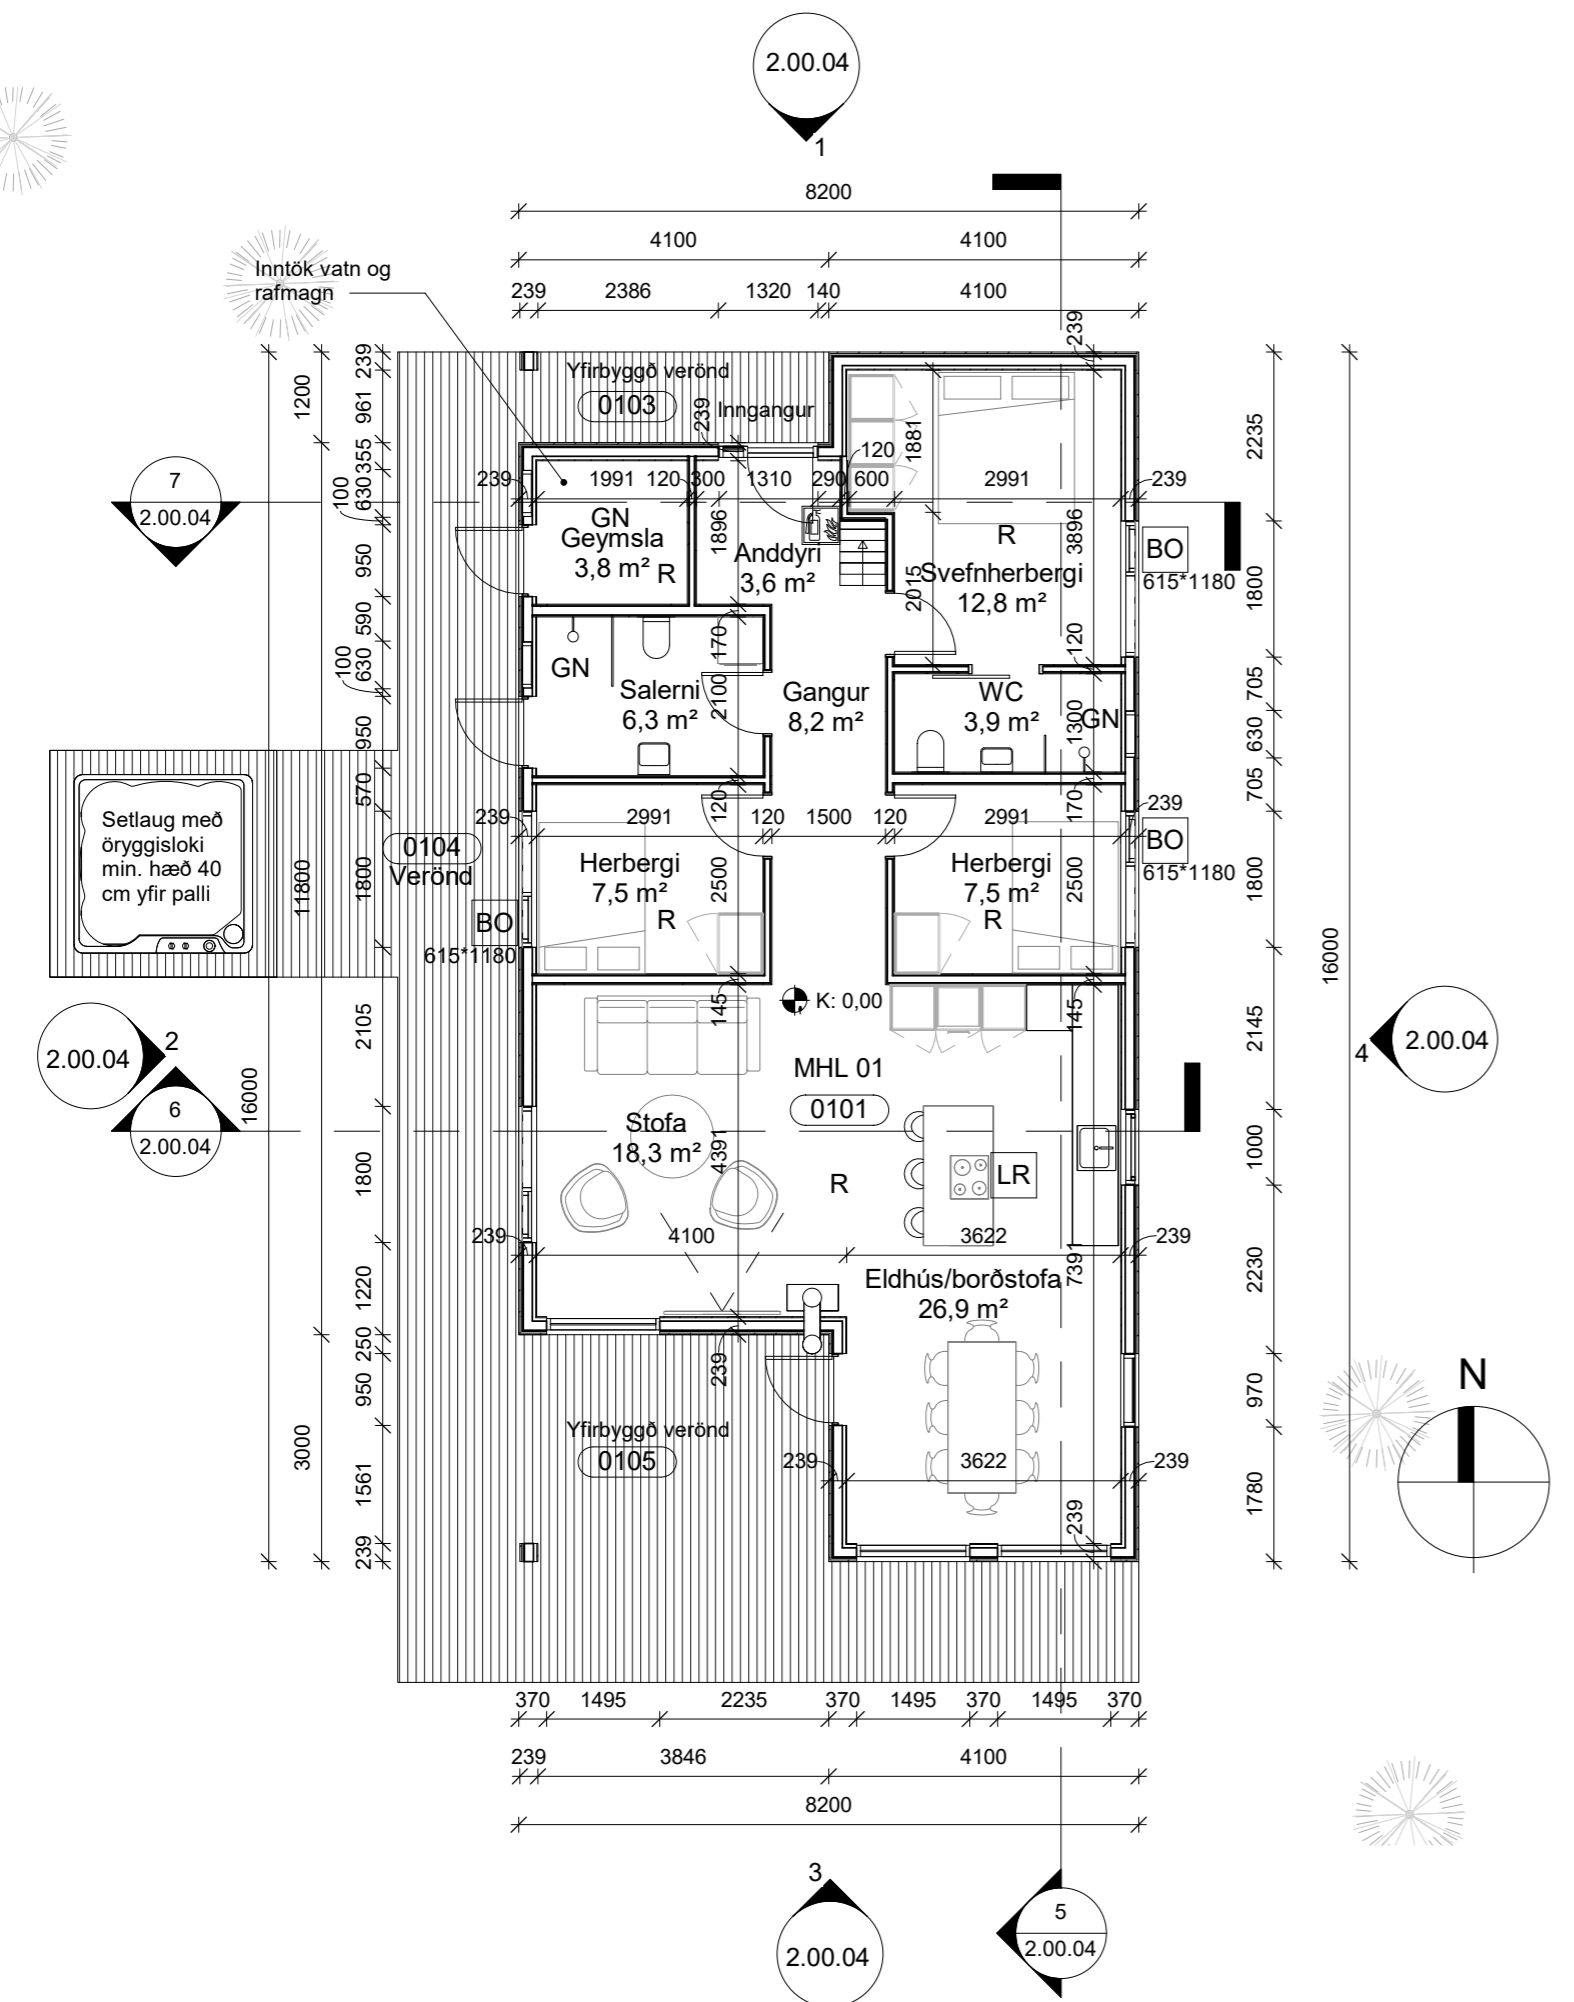 2.00.04
1
8200
4100 4100
Inntök vatn og
rafmagn
239 2386 1320 140 4100
239
Yfirbyggð verönd
0103
Inngangur
239
1200
239
961
355
630
100
950
590
630
100
950
570
1800
2105
1800
1220
250
950
1561
239
11800
3000
16000
7
2.00.04
239 1991 120 300 1310 290 600 2991 239
120
1881
GN
Geymsla
3,8 m²
R
1896
Anddyri
3,6 m²
2015
R
3896
Svefnherbergi
12,8 m²
BO
615*1180
2235
1800
705
630
705
1800
2145
1000
2230
970
1780
16000
170
120
GN
Salerni
6,3 m²
2100
Gangur
8,2 m²
WC
3,9 m²
1300
GN
120
170
239
239 2991 120 1500 120 2991
BO
615*1180
Setlaug með
öryggisloki
min. hæð 40
cm yfir palli
0104
Verönd
Herbergi
7,5 m²
2500
R
Herbergi
7,5 m²
2500
R
BO
615*1180
145
K: 0,00
145
2
2.00.04
6
2.00.04
4
2.00.04
MHL 01
0101
Stofa
18,3 m²
4391
R
LR
239 4100 3622 239
7391
Eldhús/borðstofa
26,9 m²
239
N
Yfirbyggð verönd
0105
239 3622 239
239
370 1495 2235 370 1495 370 1495 370
239 3846 4100
8200
3
2.00.04
5
2.00.04